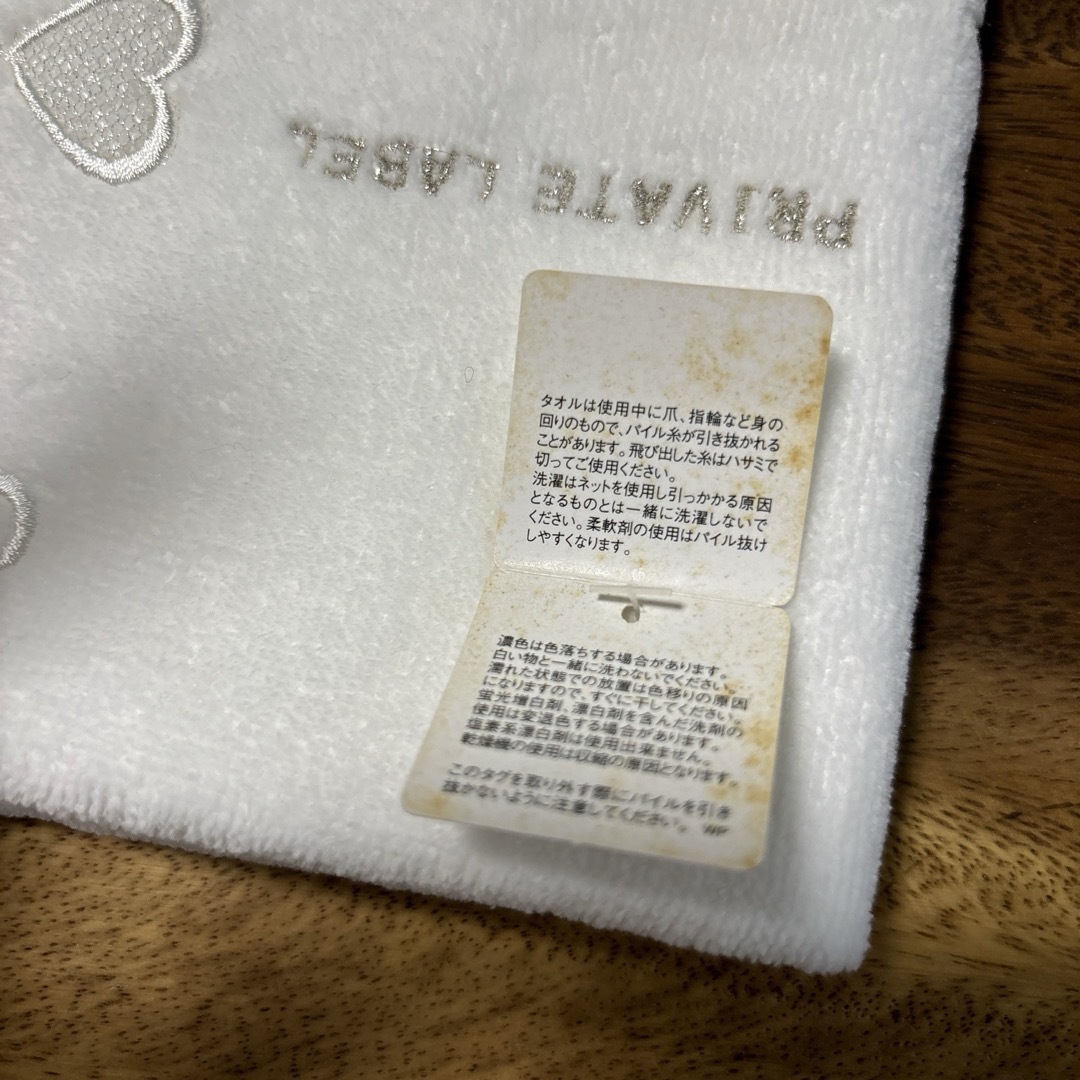 PRIVATE LABEL
タオルは使用中に爪、指輪など身の
回りのもので、パイル糸が引き抜かれる
ことがあります。飛び出した糸はハサミで
切ってご使用ください。
洗濯はネットを使用し引っかかる原因
となるものとは一緒に洗濯しないで
ください。柔軟剤の使用はパイル抜け
しやすくなります。
濃色は色落ちする場合があります。
白い物と一緒に洗わないでください。
濡れた状態での放置は色移りの原因
になりますので、すぐに干してください。
蛍光増白剤、漂白剤を含んだ洗剤の
使用は変退色する場合があります。
塩素系漂白剤は使用出来ません。
乾燥機の使用は収縮の原因となります。
このタグを取り外す際にパイルを引き
抜かないように注意してください。 WP